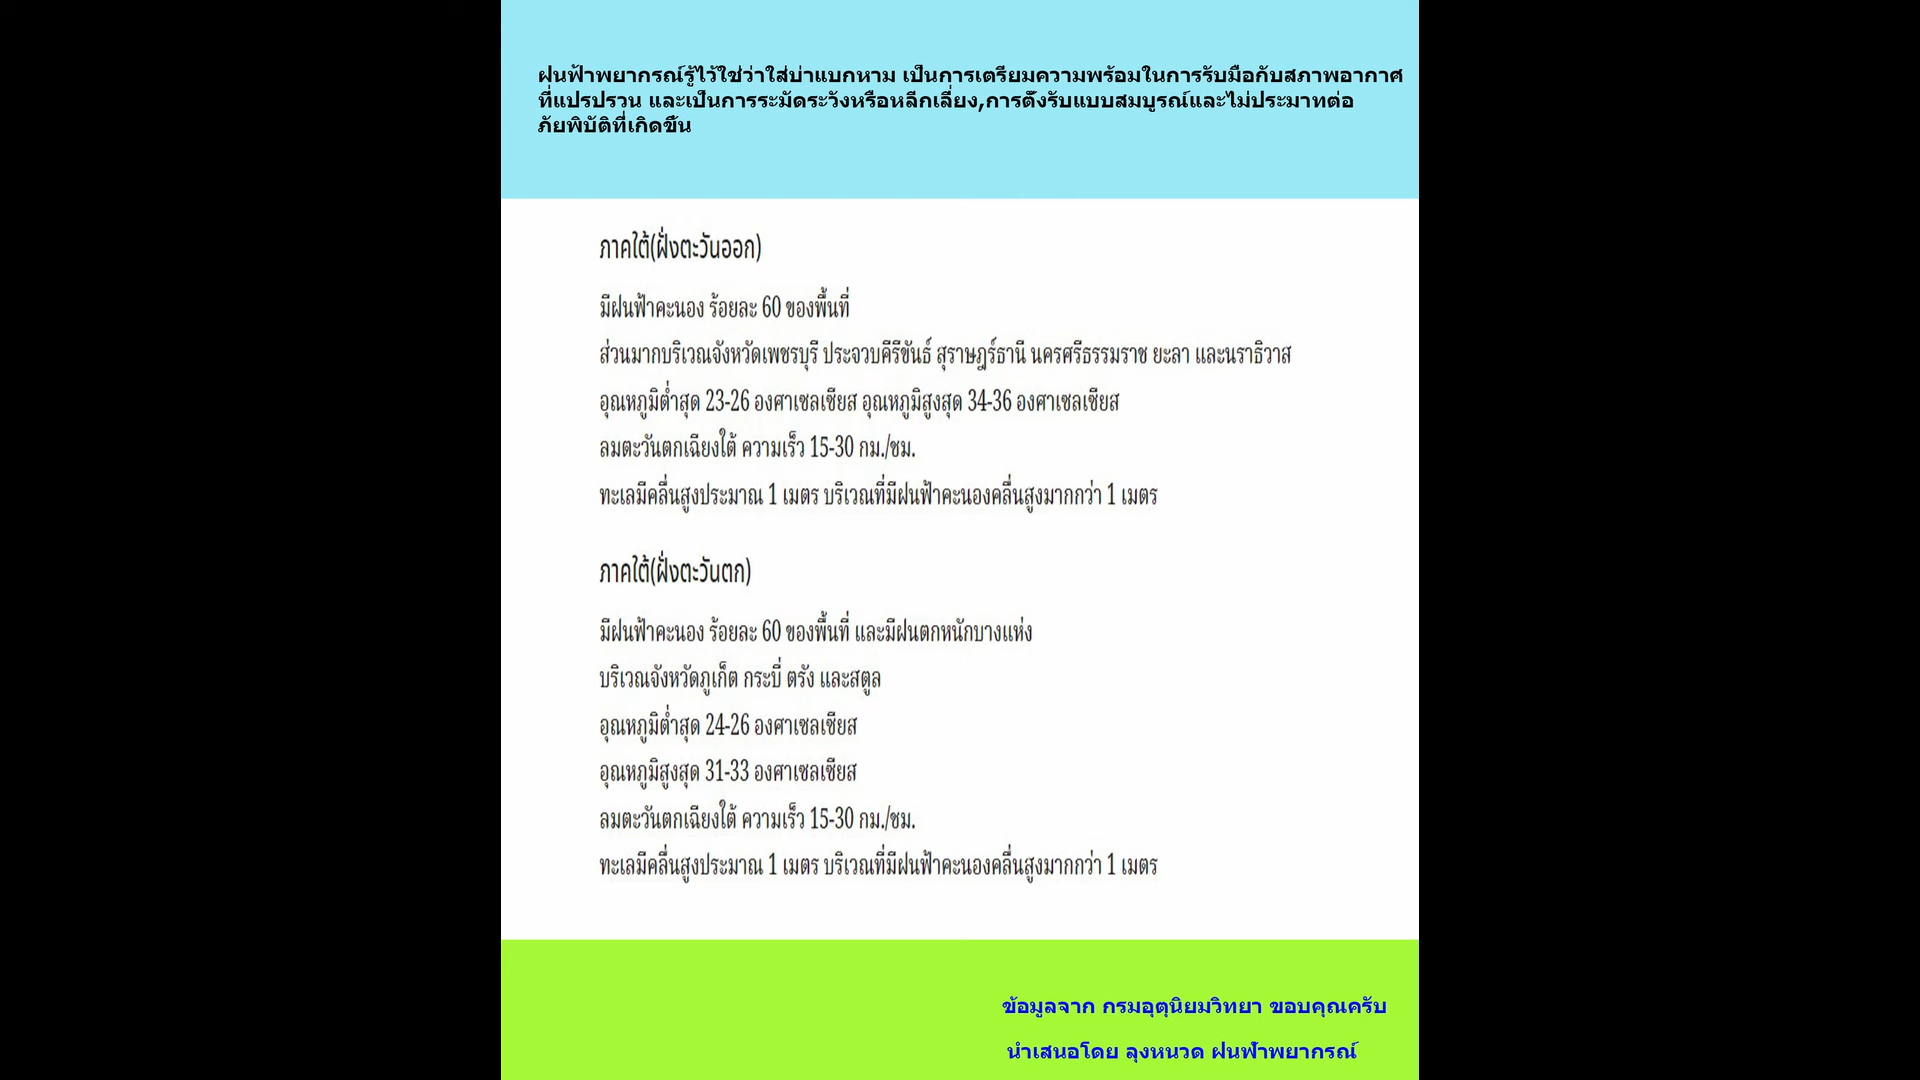 ฝนฟ้าพยากรณ์รู้ไว้ใช่ว่าใส่บ่าแบกหาม เป็นการเตรียมความพร้อมในการรับมือกับสภาพอากาศ
ที่แปรปรวน และเป็นการระมัดระวังหรือหลีกเลี่ยง,การตั้งรับแบบสมบูรณ์และไม่ประมาทต่อ
ภัยพิบัติที่เกิดขึ้น
ภาคใต้(ฝั่งตะวันออก)
มีฝนฟ้าคะนอง ร้อยละ 60 ของพื้นที่
ส่วนมากบริเวณจังหวัดเพชรบุรี ประจวบคีรีขันธ์ สุราษฎร์ธานี นครศรีธรรมราช ยะลา และนราธิวาส
อุณหภูมิต่ำสุด 23-26 องศาเซลเซียส อุณหภูมิสูงสุด 34-36 องศาเซลเซียส
ลมตะวันตกเฉียงใต้ ความเร็ว 15-30 กม./ชม.
ทะเลมีคลื่นสูงประมาณ 1 เมตร บริเวณที่มีฝนฟ้าคะนองคลื่นสูงมากกว่า 1 เมตร
ภาคใต้(ฝั่งตะวันตก)
มีฝนฟ้าคะนอง ร้อยละ 60 ของพื้นที่ และมีฝนตกหนักบางแห่ง
บริเวณจังหวัดภูเก็ต กระบี่ ตรัง และสตูล
อุณหภูมิต่ำสุด 24-26 องศาเซลเซียส
อุณหภูมิสูงสุด 31-33 องศาเซลเซียส
ลมตะวันตกเฉียงใต้ ความเร็ว 15-30 กม./ชม.
ทะเลมีคลื่นสูงประมาณ 1 เมตร บริเวณที่มีฝนฟ้าคะนองคลื่นสูงมากกว่า 1 เมตร
ข้อมูลจาก กรมอุตุนิยมวิทยา ขอบคุณครับ
นำเสนอโดย ลุงหนวด ฝนฟ้าพยากรณ์